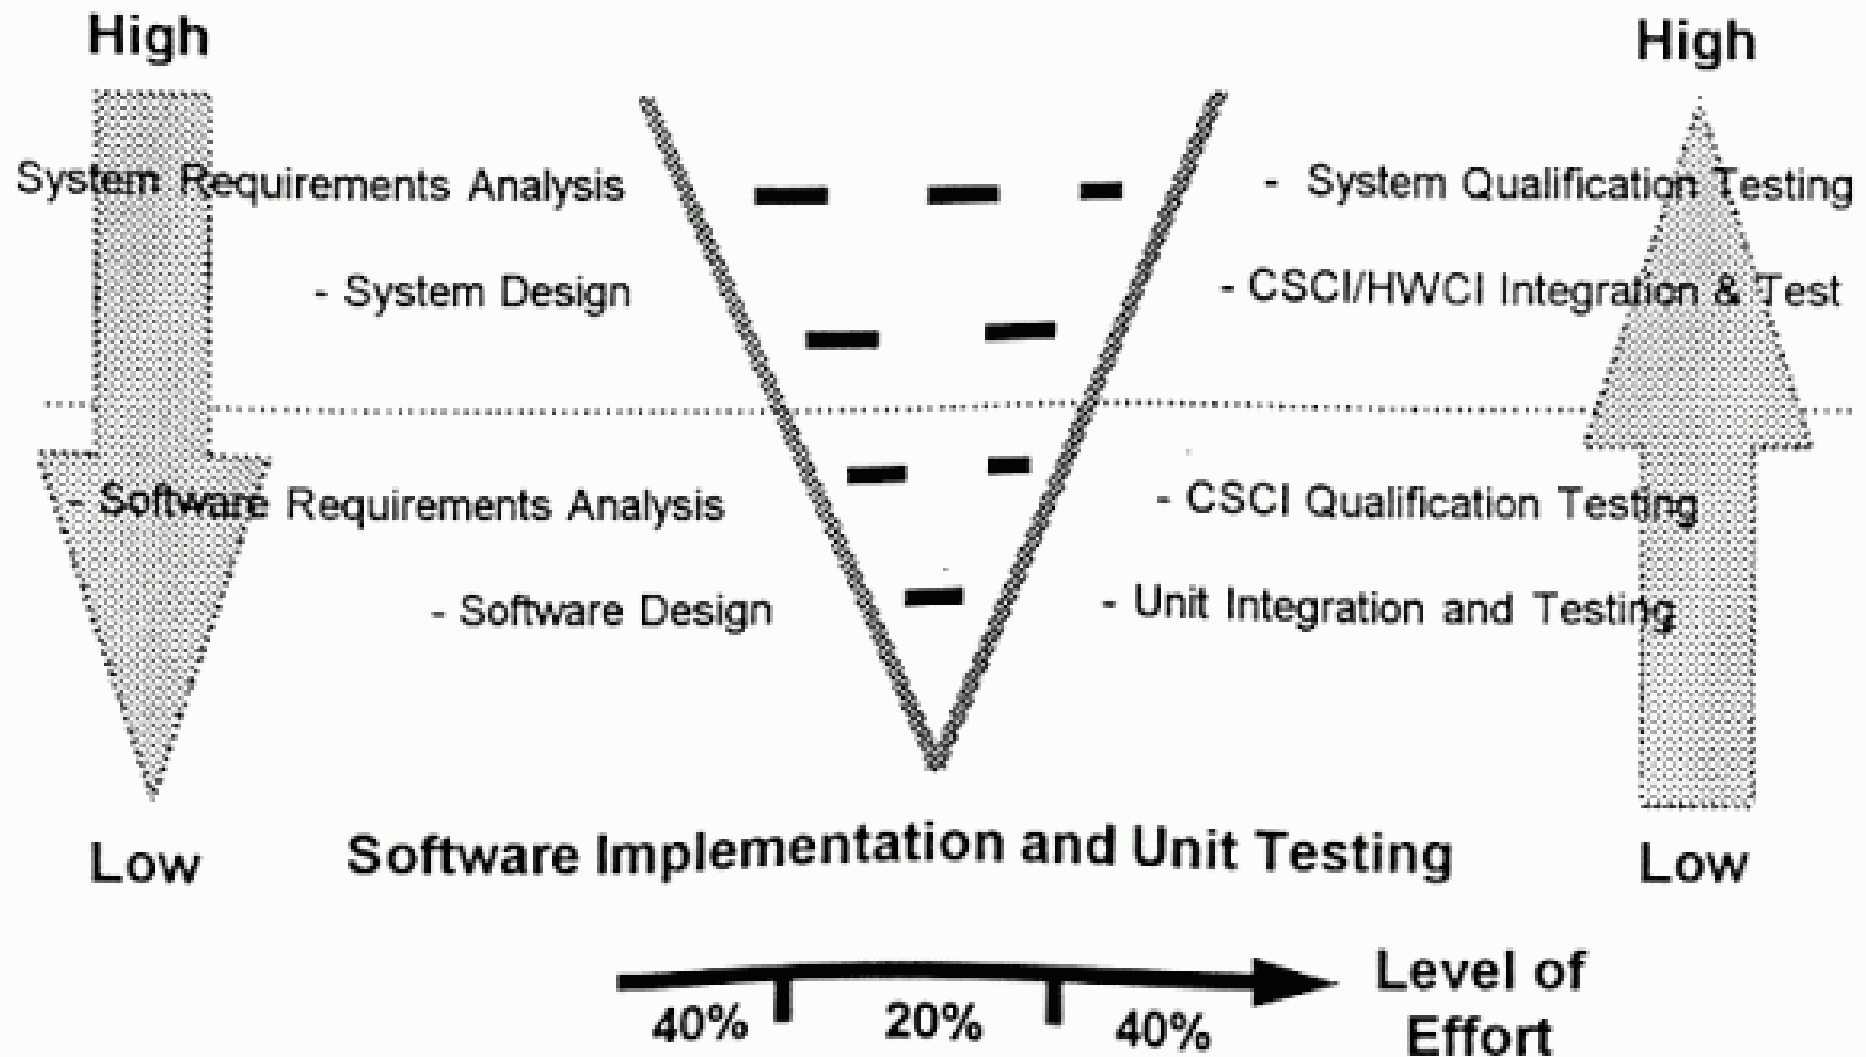 High
High
System Requirements Analysis
- System Qualification Testing
- System Design
- CSCI/HWCI Integration & Test
- Software Requirements Analysis
- CSCI Qualification Testing
- Software Design
- Unit Integration and Testing
Low
Software Implementation and Unit Testing
Low
40%
20%
40%
Level of
Effort